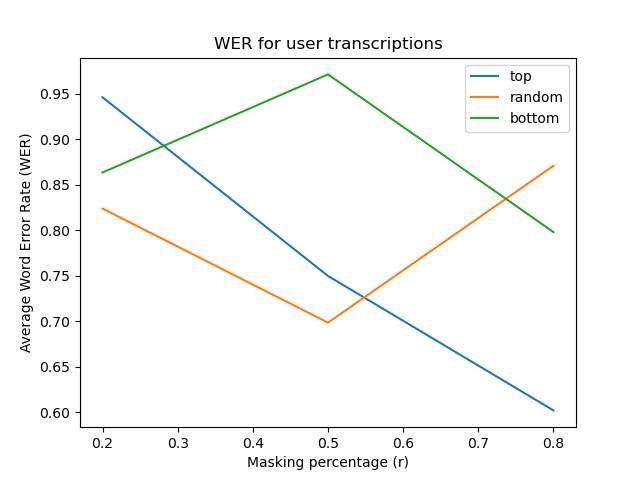 WER for user transcriptions
top
random
bottom
Average Word Error Rate (WER)
0.95
0.90
0.85
0.80
0.75
0.70
0.65
0.60
0.2 0.3 0.4 0.5 0.6 0.7 0.8
Masking percentage (r)